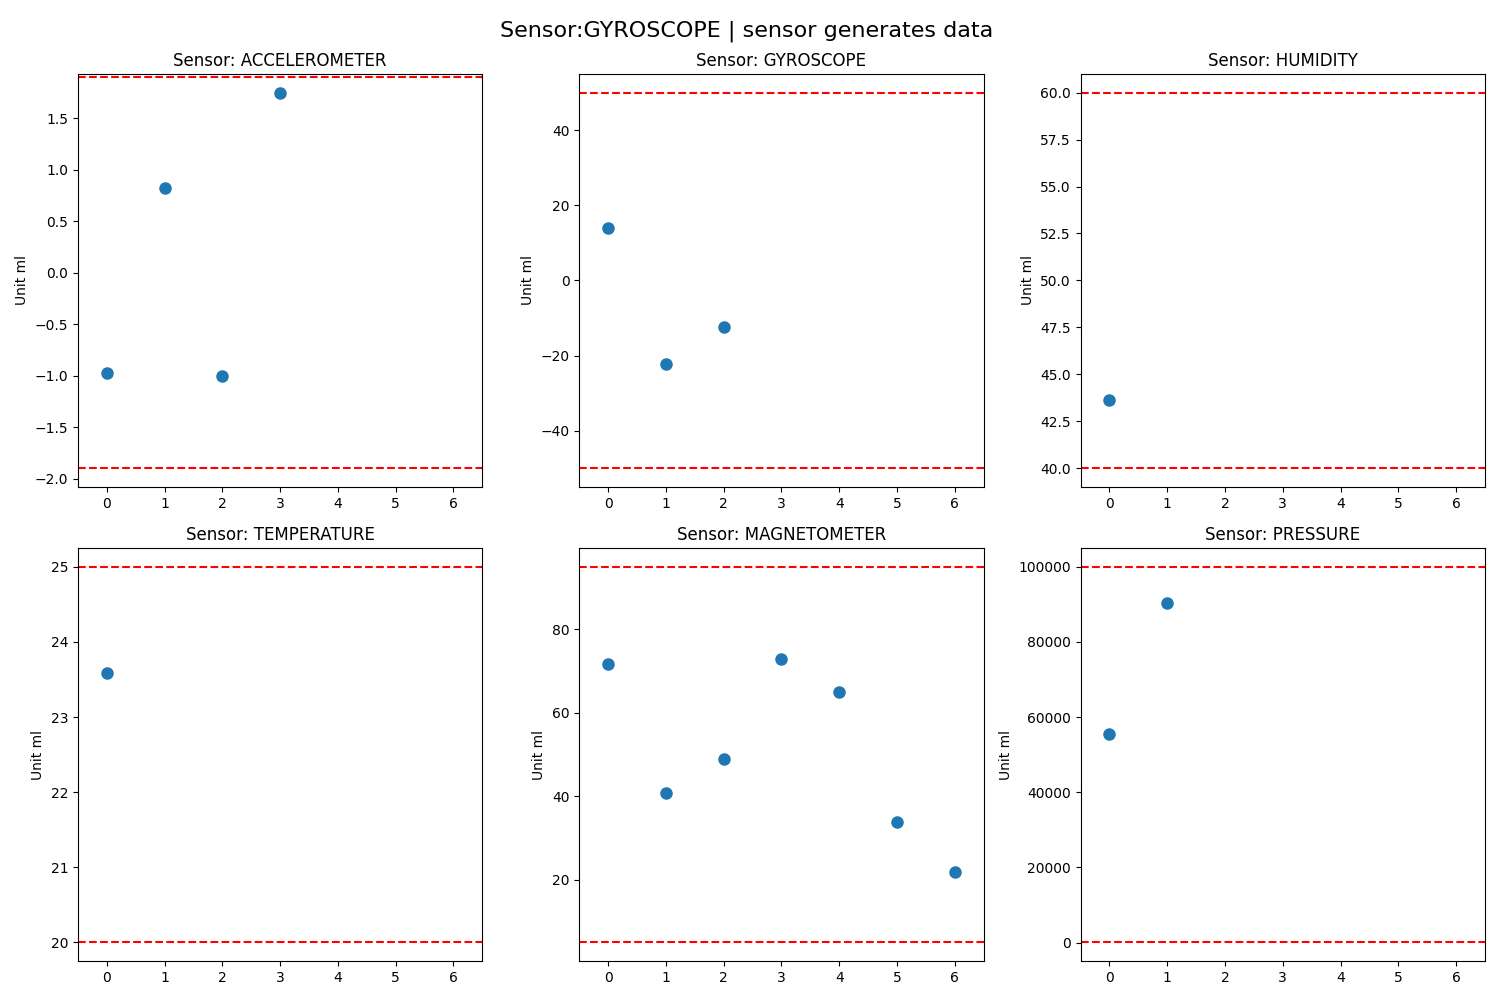 Sensor:GYROSCOPE | sensor generates data
Sensor: ACCELEROMETER
Unit ml
1.5
1.0
0.5
0.0
−0.5
−1.0
−1.5
−2.0
0 1 2 3 4 5 6
Sensor: GYROSCOPE
Unit ml
40
20
0
−20
−40
0 1 2 3 4 5 6
Sensor: HUMIDITY
Unit ml
60.0
57.5
55.0
52.5
50.0
47.5
45.0
42.5
40.0
0 1 2 3 4 5 6
Sensor: TEMPERATURE
Unit ml
25
24
23
22
21
20
0 1 2 3 4 5 6
Sensor: MAGNETOMETER
Unit ml
80
60
40
20
0 1 2 3 4 5 6
Sensor: PRESSURE
Unit ml
100000
80000
60000
40000
20000
0
0 1 2 3 4 5 6